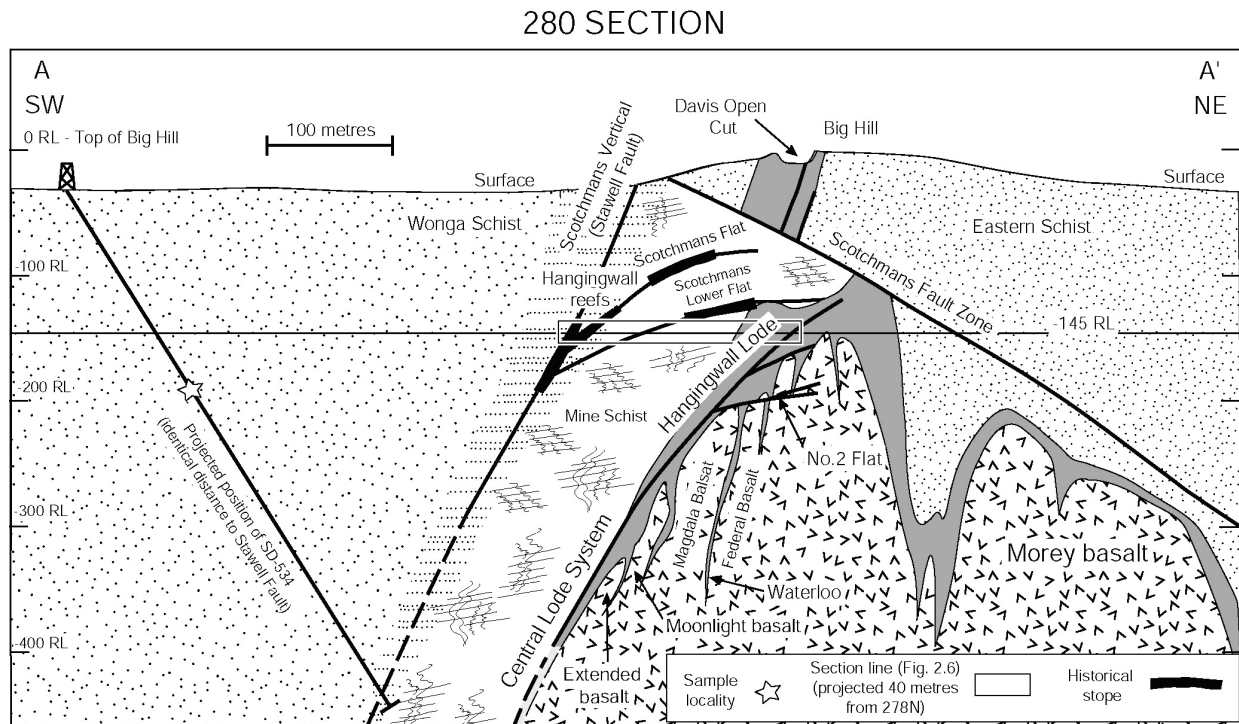 280 SECTION
A
SW
A'
NE
Davis Open
Cut
Big Hill
0 RL - Top of Big Hill
100 metres
Surface
Surface
Scotchmans Vertical
(Stawell Fault)
Wonga Schist
Eastern Schist
Scotchmans Flat
Scotchmans Fault Zone
-100 RL
Hangingwall
reefs
Scotchmans
Lower Flat
-145 RL
Hangingwall Lode
-200 RL
Mine Schist
No.2 Flat
Projected position of SD-534
(Identical distance to Stawell Fault)
Magdala Balsat
Federal Basalt
-300 RL
Morey basalt
Central Lode System
Waterloo
Moonlight basalt
-400 RL
Extended
basalt
Sample
locality
Section line (Fig. 2.6)
(projected 40 metres
from 278N)
Historical
stope